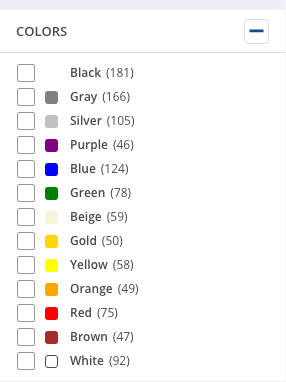 COLORS
Black (181)
Gray (166)
Silver (105)
Purple (46)
Blue (124)
Green (78)
Beige (59)
Gold (50)
Yellow (58)
Orange (49)
Red (75)
Brown (47)
White (92)